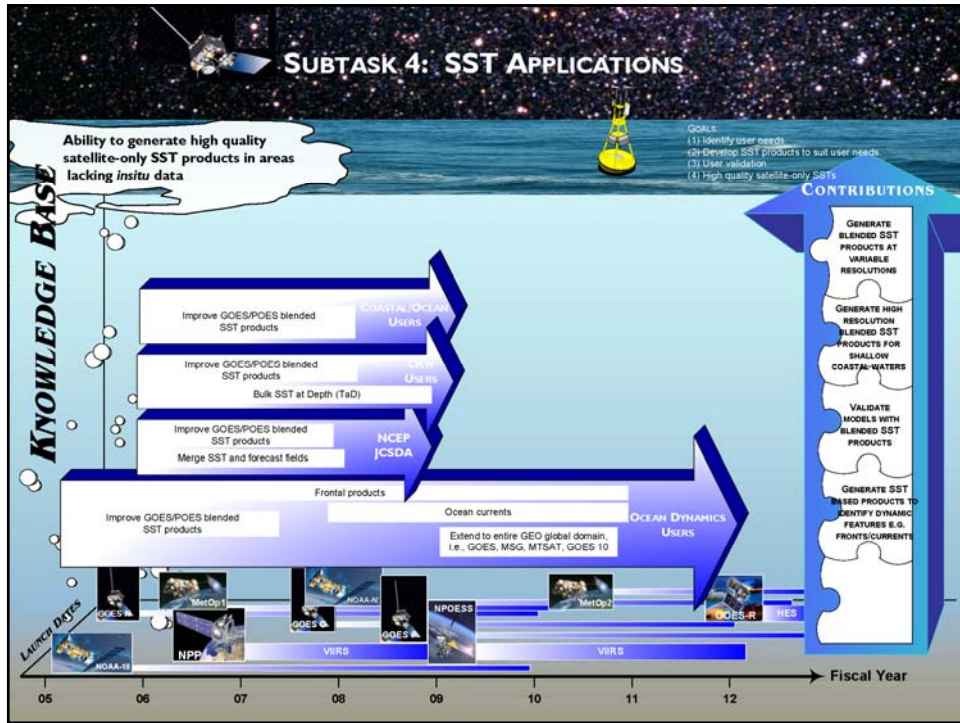 SUBTASK 4: SST APPLICATIONS
Ability to generate high quality
satellite-only SST products in areas
lacking insitu data
GOALS:
(1) Identify user needs
(2) Develop SST products to suit user needs
(3) User validation
(4) High quality satellite-only SSTs
KNOWLEDGE BASE
CONTRIBUTIONS
GENERATE
BLENDED SST
PRODUCTS AT
VARIABLE
RESOLUTIONS
GENERATE HIGH
RESOLUTION
BLENDED SST
PRODUCTS FOR
SHALLOW
COASTAL WATERS
VALIDATE
MODELS WITH
BLENDED SST
PRODUCTS
GENERATE SST
BASED PRODUCTS TO
IDENTIFY DYNAMIC
FEATURES E.G.
FRONTS/CURRENTS
Improve GOES/POES blended
SST products
COASTAL/OCEAN
USERS
Improve GOES/POES blended
SST products
Bulk SST at Depth (TaD)
USERS
Improve GOES/POES blended
SST products
Merge SST and forecast fields
NCEP
JCSDA
Frontal products
Ocean currents
Improve GOES/POES blended
SST products
Extend to entire GEO global domain,
i.e., GOES, MSG, MTSAT, GOES 10
OCEAN DYNAMICS
USERS
LAUNCH DATES
GOES N
MetOp1
GOES O
NOAA-N'
GOES P
NPOESS
MetOp2
GOES-R
HES
NOAA-18
NPP
VIIRS
VIIRS
Fiscal Year
05 06 07 08 09 10 11 12